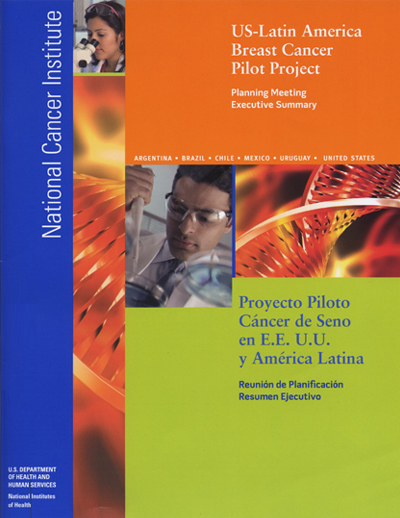 National Cancer Institute
US-Latin America
Breast Cancer
Pilot Project
Planning Meeting
Executive Summary
ARGENTINA • BRAZIL • CHILE • MEXICO • URUGUAY • UNITED STATES
Proyecto Piloto
Cáncer de Seno
en E.E. U.U.
y América Latina
Reunión de Planificación
Resumen Ejecutivo
U.S. DEPARTMENT
OF HEALTH AND
HUMAN SERVICES
National Institutes
of Health